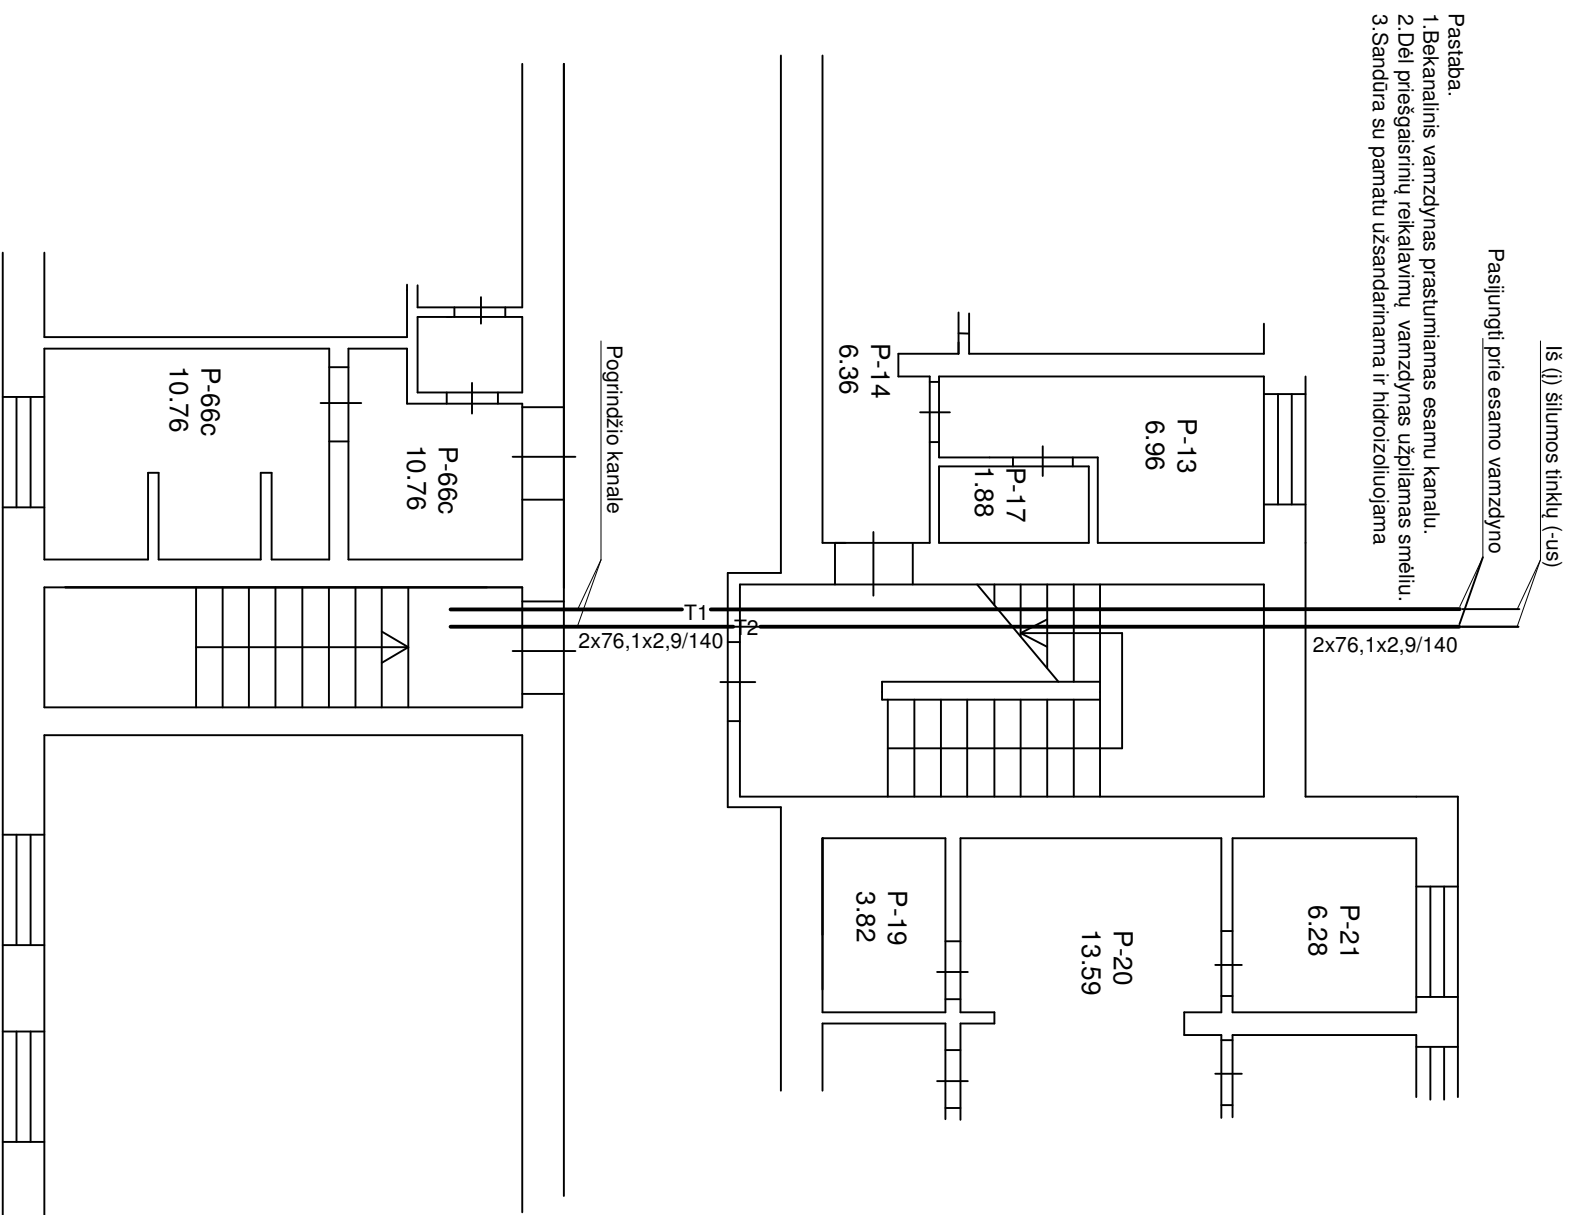 Pastaba.
1.Bekanalinis vamzdynas prastumiamas esamu kanalu.
2.Dėl priešgaisrinių reikalavimų vamzdynas užpilamas smėliu.
3.Sandūra su pamatu užsandarinama ir hidroizoliuojama
Iš (į) šilumos tinklų (-us)
Pasijungti prie esamo vamzdyno
P-13
6.96
P-17
1.88
P-14
6.36
Pogrindžio kanale
P-66c
10.76
P-66c
10.76
T1
T2
2x76,1x2,9/140
2x76,1x2,9/140
P-21
6.28
P-20
13.59
P-19
3.82